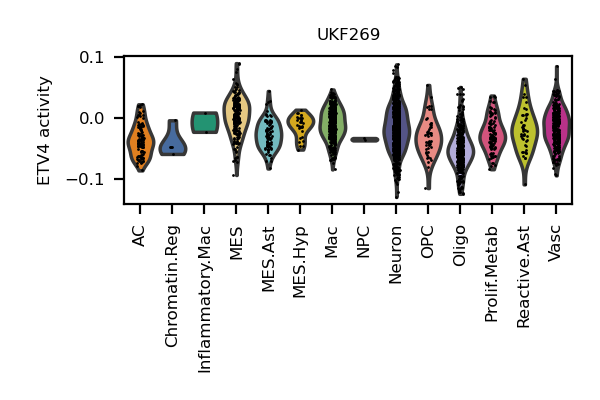 UKF269
ETV4 activity
0.1
0.0
−0.1
AC
Chromatin.Reg
Inflammatory.Mac
MES
MES.Ast
MES.Hyp
Mac
NPC
Neuron
OPC
Oligo
Prolif.Metab
Reactive.Ast
Vasc